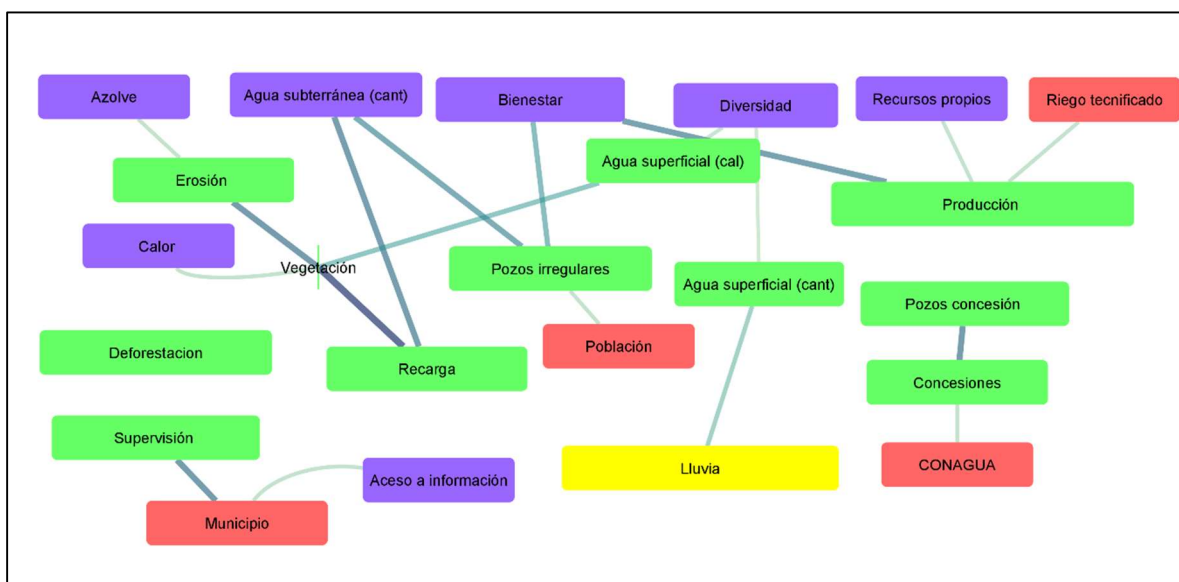 Azolve
Agua subterránea (cant)
Bienestar
Diversidad
Recursos propios
Riego tecnificado
Agua superficial (cal)
Erosión
Producción
Calor
Vegetación
Pozos irregulares
Agua superficial (cant)
Pozos concesión
Deforestacion
Recarga
Población
Concesiones
Supervisión
Aceso a información
Lluvia
CONAGUA
Municipio